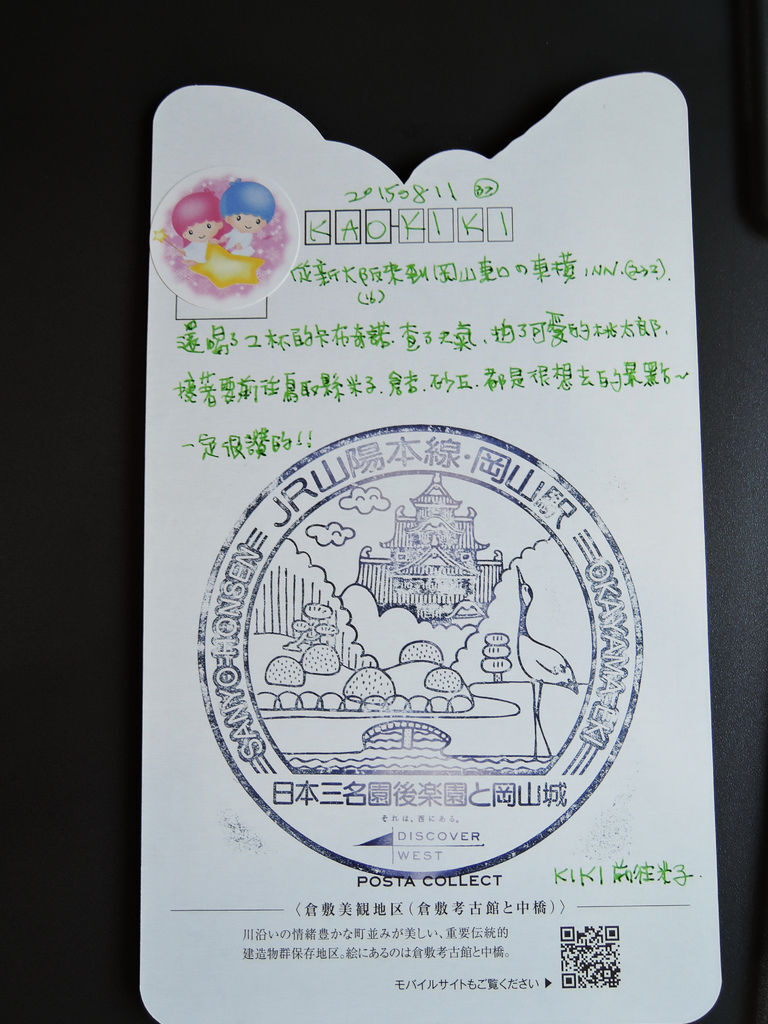 20150811
KAO KIKI
從新大阪來到岡山東口の東橫INN.
還喝了2杯的卡布奇諾.查了天氣.拍了可愛的桃太郎.
接著要前往鳥取縣米子.倉吉.砂丘.都是很想去的景點~
一定很讚的!!
JR山陽本線・岡山駅
SANYO-HONSEN
OKAYAMA-EKI
日本三名園後楽園と岡山城
それは、西にある。
DISCOVER
WEST
POSTA COLLECT
KIKI 前往米子.
〈倉敷美観地区(倉敷考古館と中橋)〉
川沿いの情緒豊かな町並みが美しい、重要伝統的
建造物群保存地区。絵にあるのは倉敷考古館と中橋。
モバイルサイトもご覧ください ▶